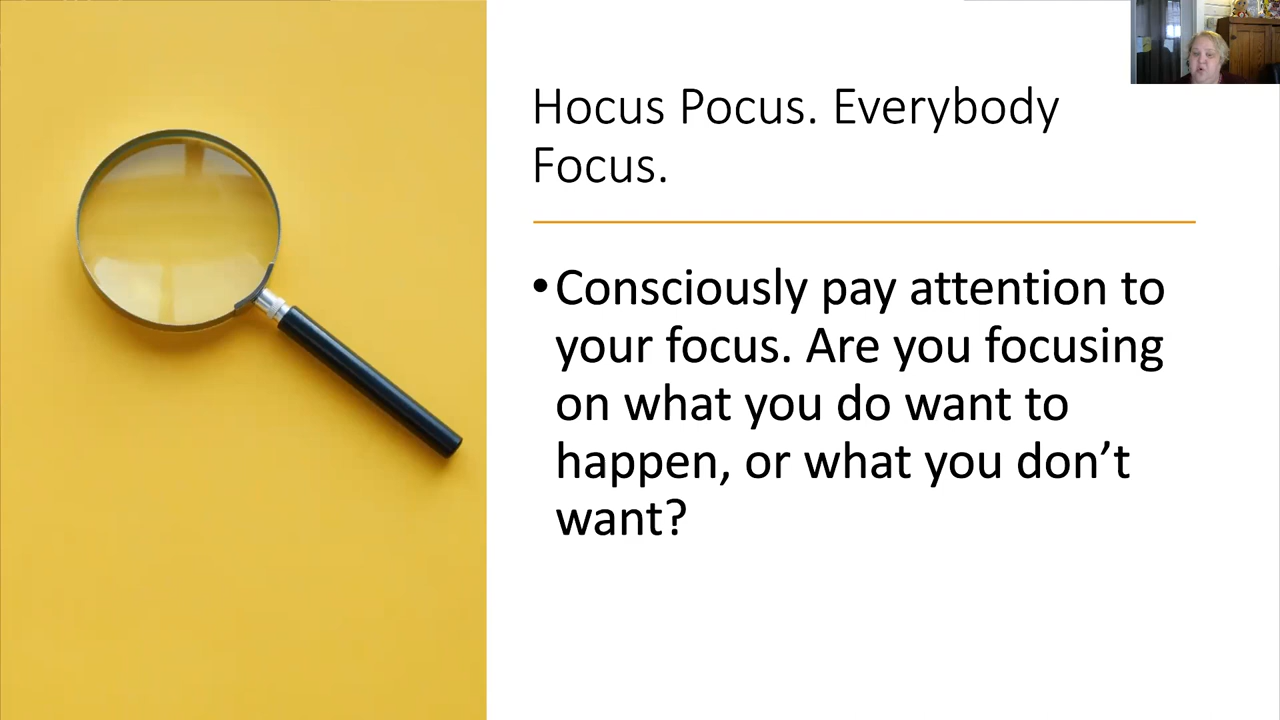 Hocus Pocus. Everybody
Focus.
•Consciously pay attention to
your focus. Are you focusing
on what you do want to
happen, or what you don’t
want?